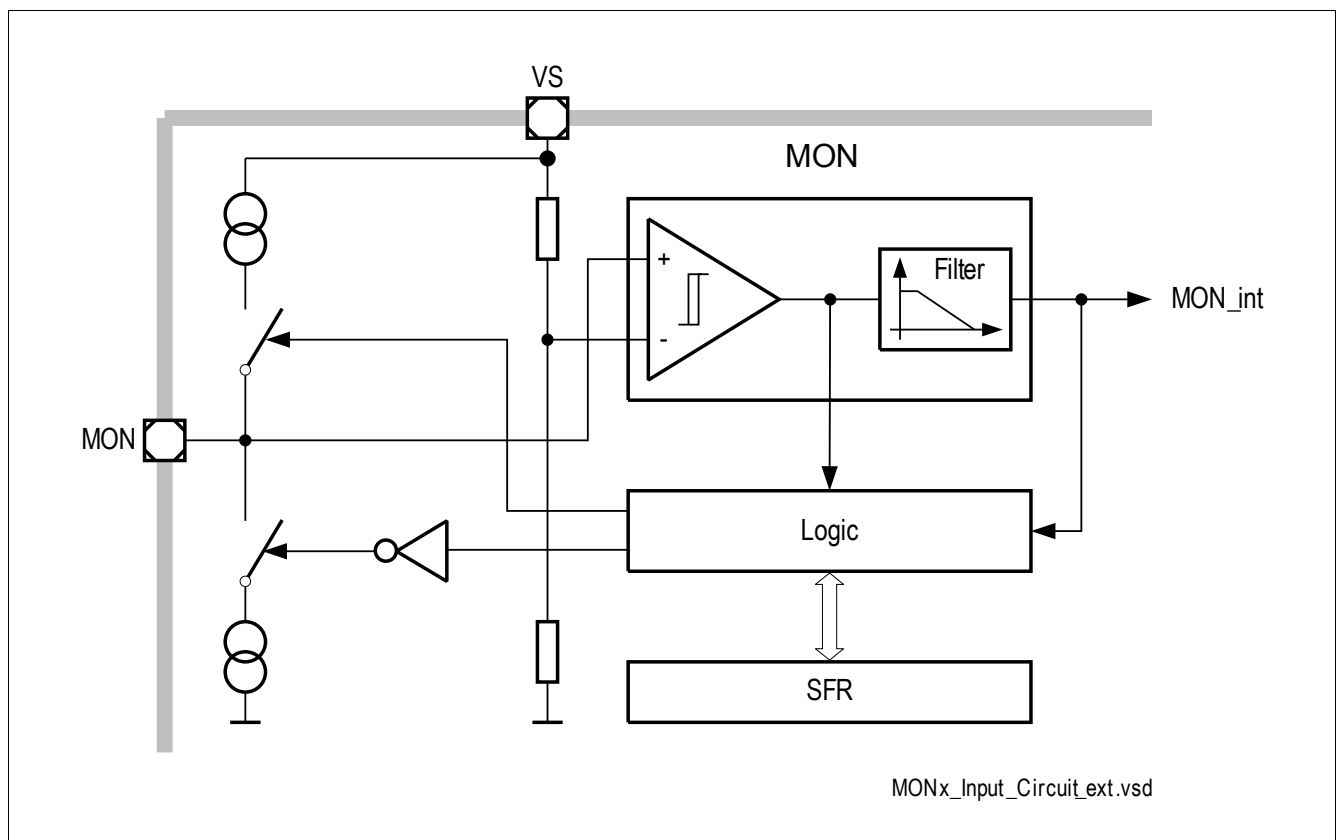 VS
MON
+
-
Filter
MON_int
MON
Logic
SFR
MONx_Input_Circuit_ext.vsd